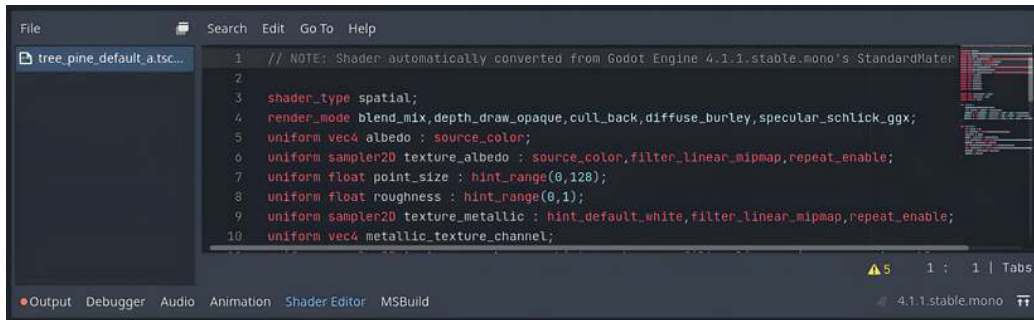 File Search Edit Go To Help
tree_pine_default_a.tsc...
1 // NOTE: Shader automatically converted from Godot Engine 4.1.1.stable.mono's StandardMater
2
3 shader_type spatial;
4 render_mode blend_mix,depth_draw_opaque,cull_back,diffuse_burley,specular_schlick_ggx;
5 uniform vec4 albedo : source_color;
6 uniform sampler2D texture_albedo : source_color,filter_linear_mipmap,repeat_enable;
7 uniform float point_size : hint_range(0,128);
8 uniform float roughness : hint_range(0,1);
9 uniform sampler2D texture_metallic : hint_default_white,filter_linear_mipmap,repeat_enable;
10 uniform vec4 metallic_texture_channel;
5 1 : 1 | Tabs
Output Debugger Audio Animation Shader Editor MSBuild 4.1.1.stable.mono